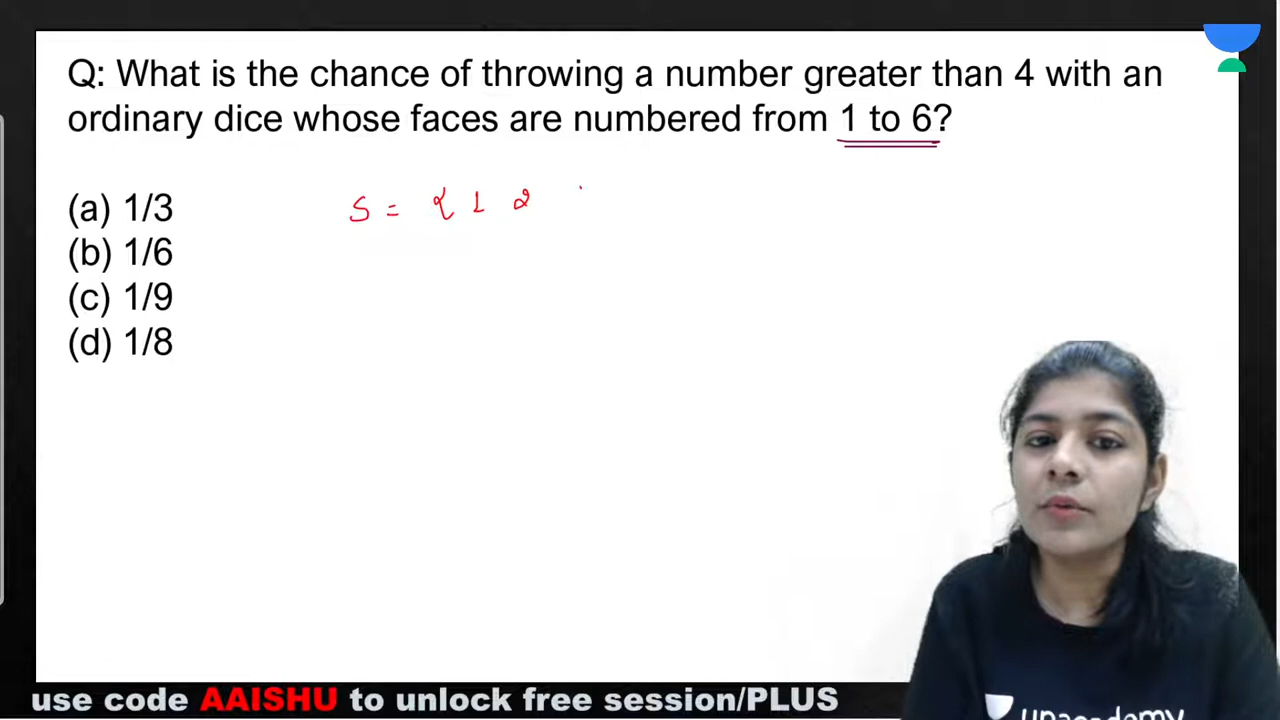 Q: What is the chance of throwing a number greater than 4 with an
ordinary dice whose faces are numbered from 1 to 6?
(a) 1/3
S = { 1 2
(b) 1/6
(c) 1/9
(d) 1/8
unacademy
use code AAISHU to unlock free session/PLUS